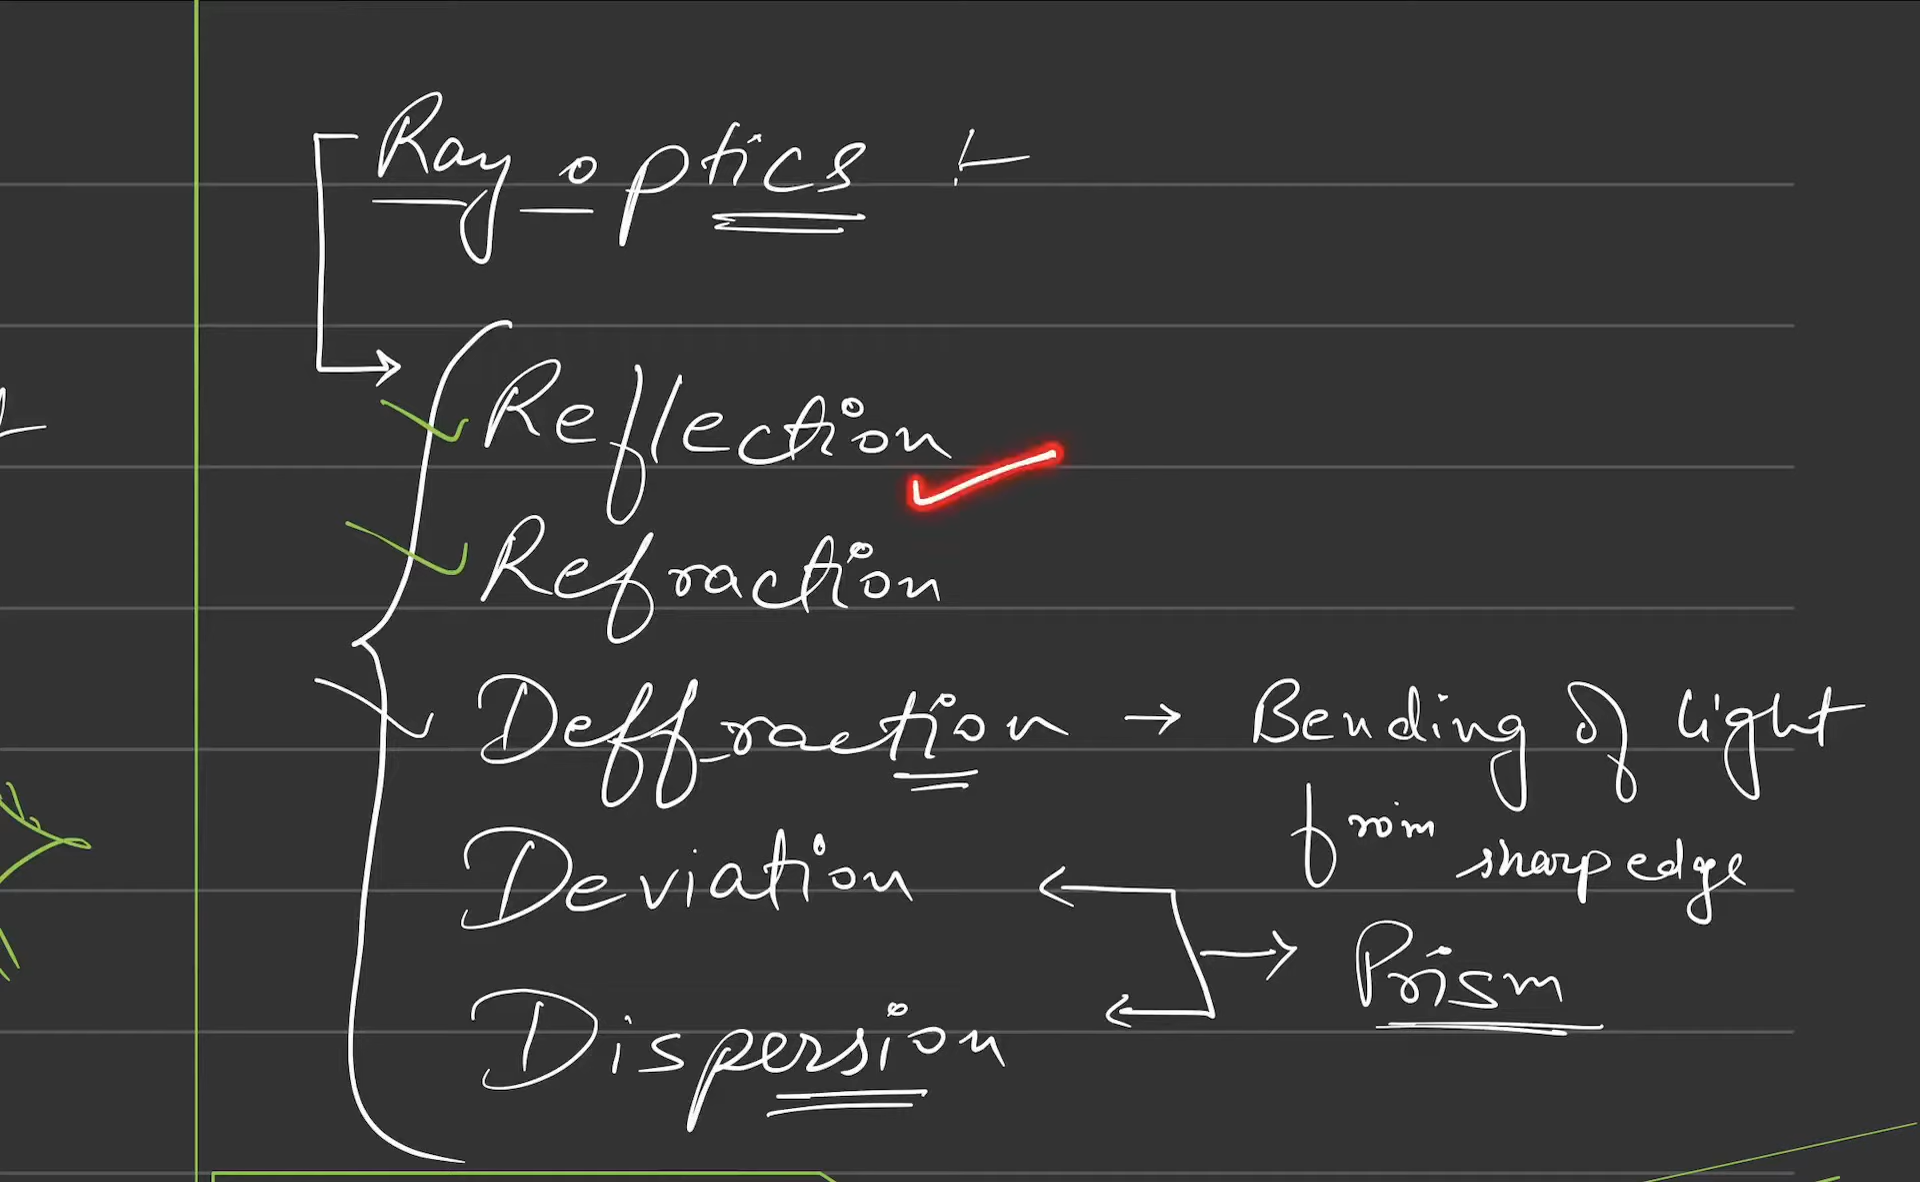 Ray optics :-
Reflection
Refraction
Deffraction → Bending of light
from sharp edge
Deviation
→ Prism
Dispersion